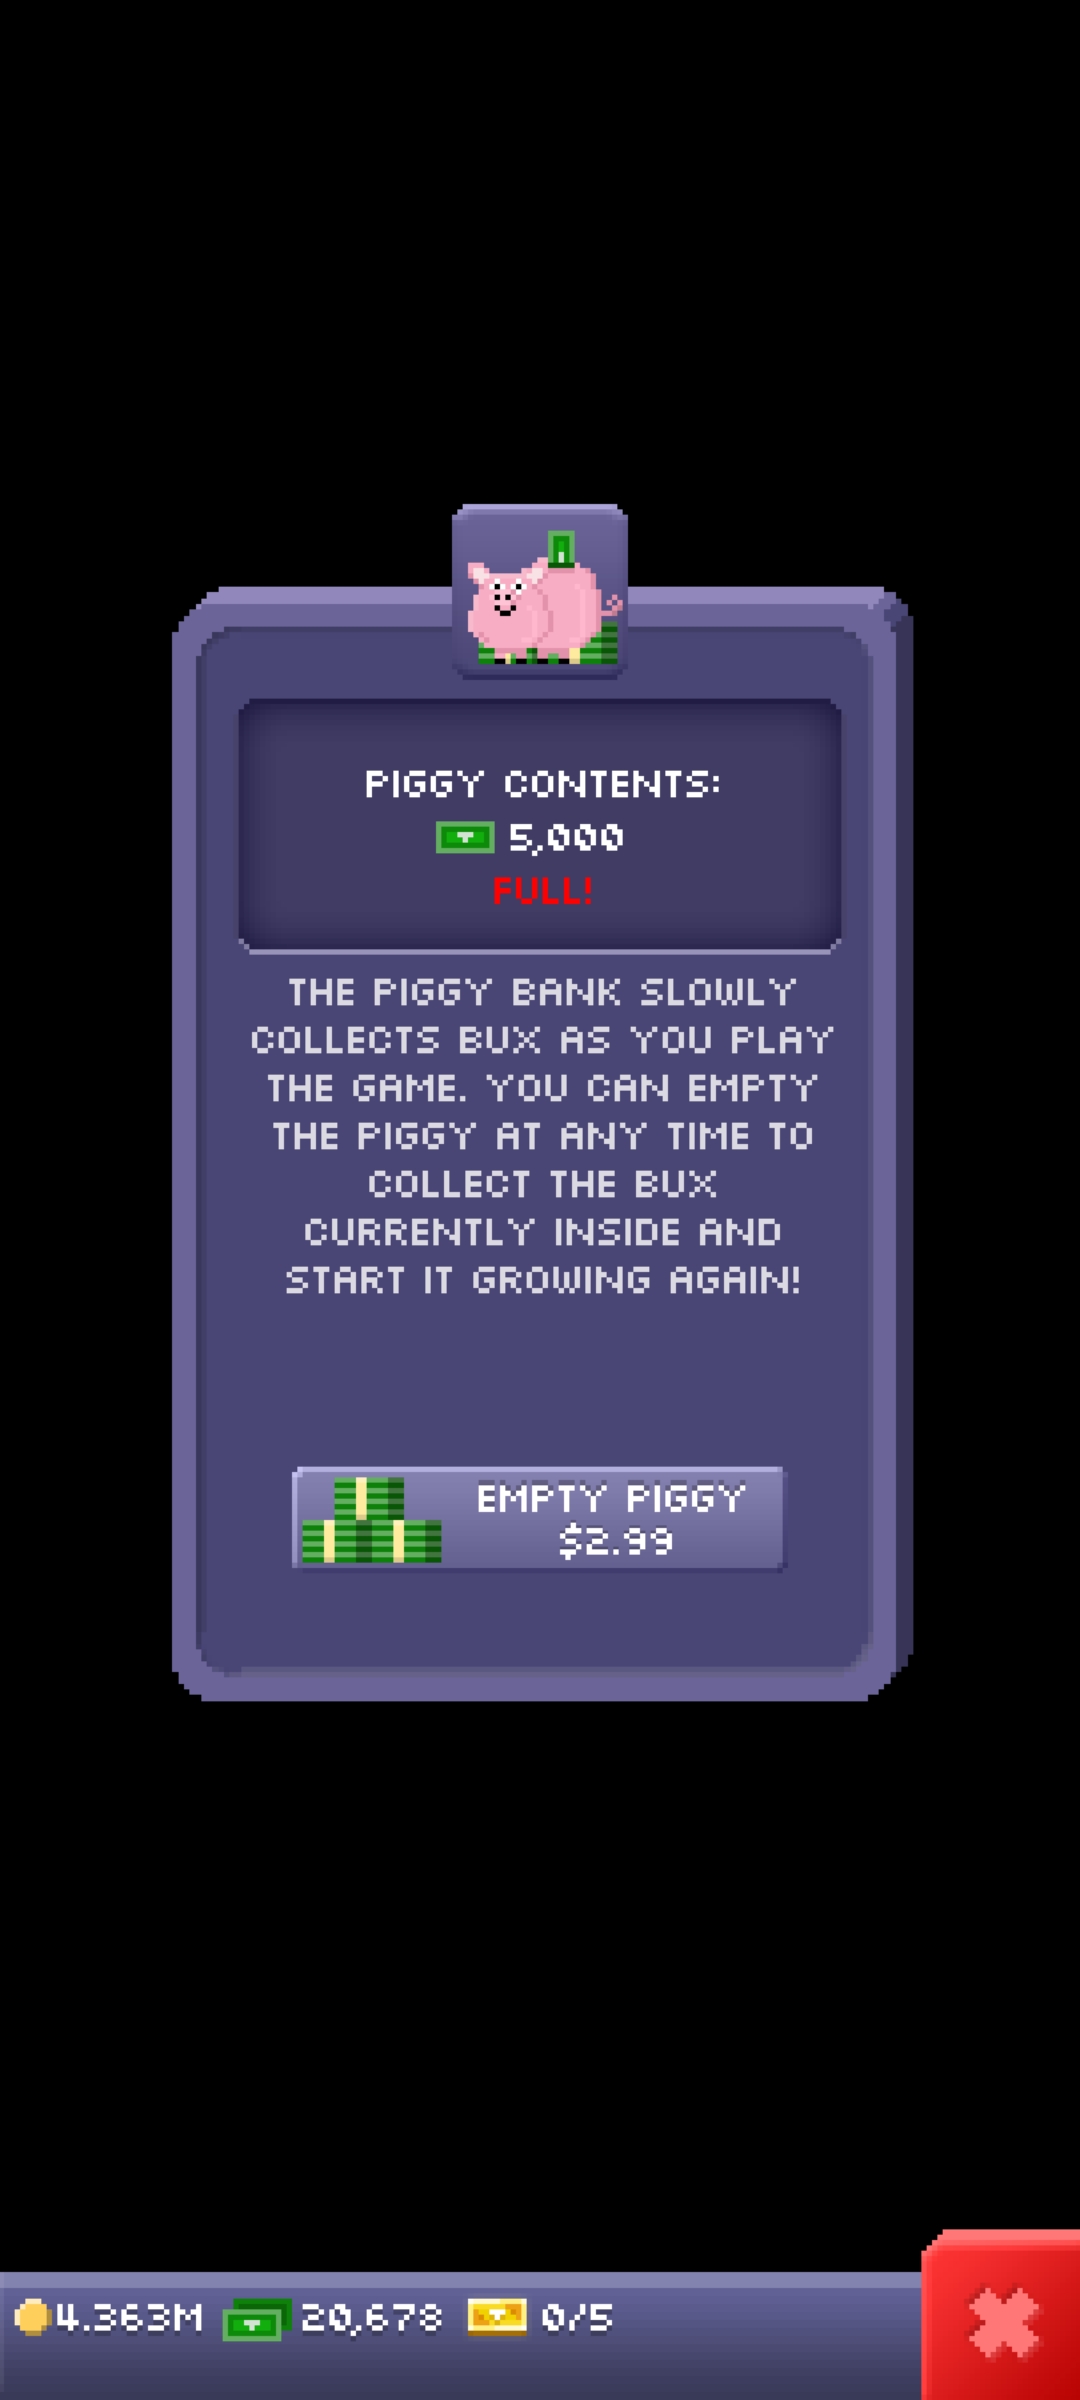 PIGGY CONTENTS:
5,000
FULL!
THE PIGGY BANK SLOWLY
COLLECTS BUX AS YOU PLAY
THE GAME. YOU CAN EMPTY
THE PIGGY AT ANY TIME TO
COLLECT THE BUX
CURRENTLY INSIDE AND
START IT GROWING AGAIN!
EMPTY PIGGY
$2.99
4.363M 20,678 0/5